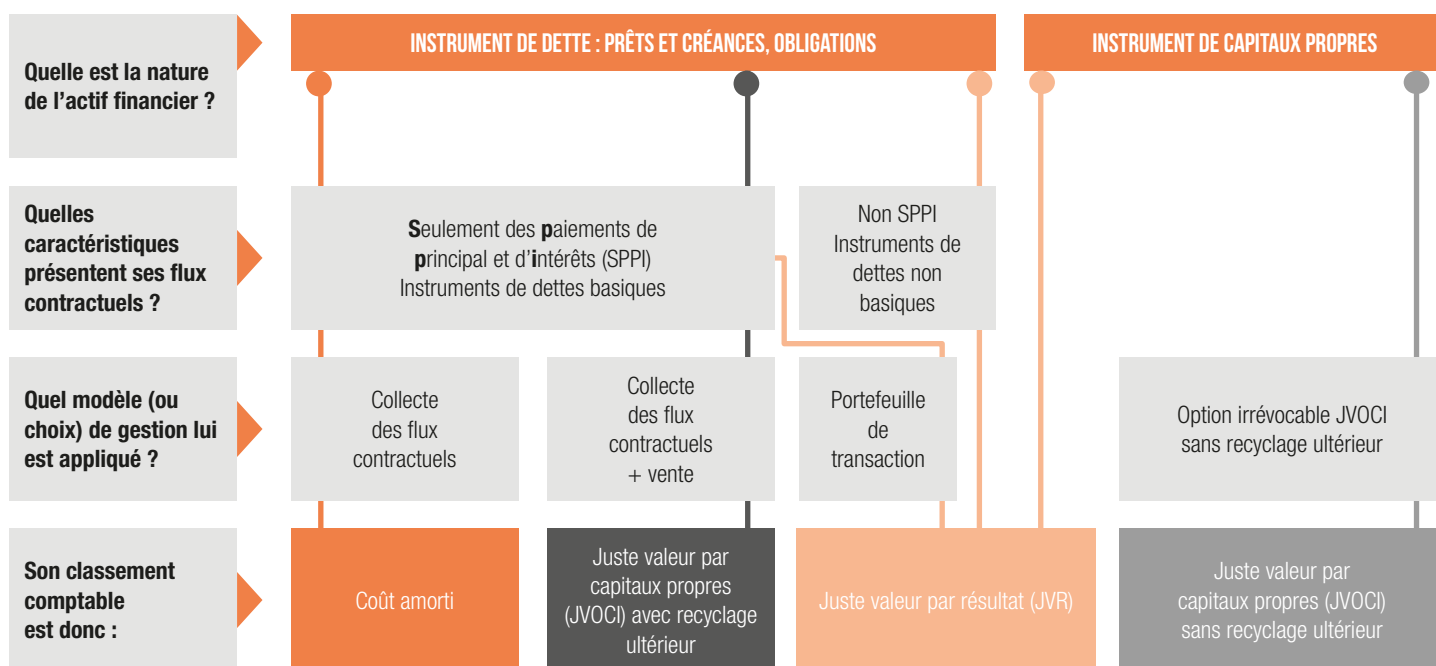 Quelle est la nature
de l'actif financier ?
INSTRUMENT DE DETTE : PRÊTS ET CRÉANCES, OBLIGATIONS
INSTRUMENT DE CAPITAUX PROPRES
Quelles
caractéristiques
présentent ses flux
contractuels ?
Seulement des paiements de
principal et d'intérêts (SPPI)
Instruments de dettes basiques
Non SPPI
Instruments de
dettes non
basiques
Quel modèle (ou
choix) de gestion lui
est appliqué ?
Collecte
des flux
contractuels
Collecte
des flux
contractuels
+ vente
Portefeuille
de
transaction
Option irrévocable JVOCI
sans recyclage ultérieur
Son classement
comptable
est donc :
Coût amorti
Juste valeur par
capitaux propres
(JVOCI) avec recyclage
ultérieur
Juste valeur par résultat (JVR)
Juste valeur par
capitaux propres (JVOCI)
sans recyclage ultérieur